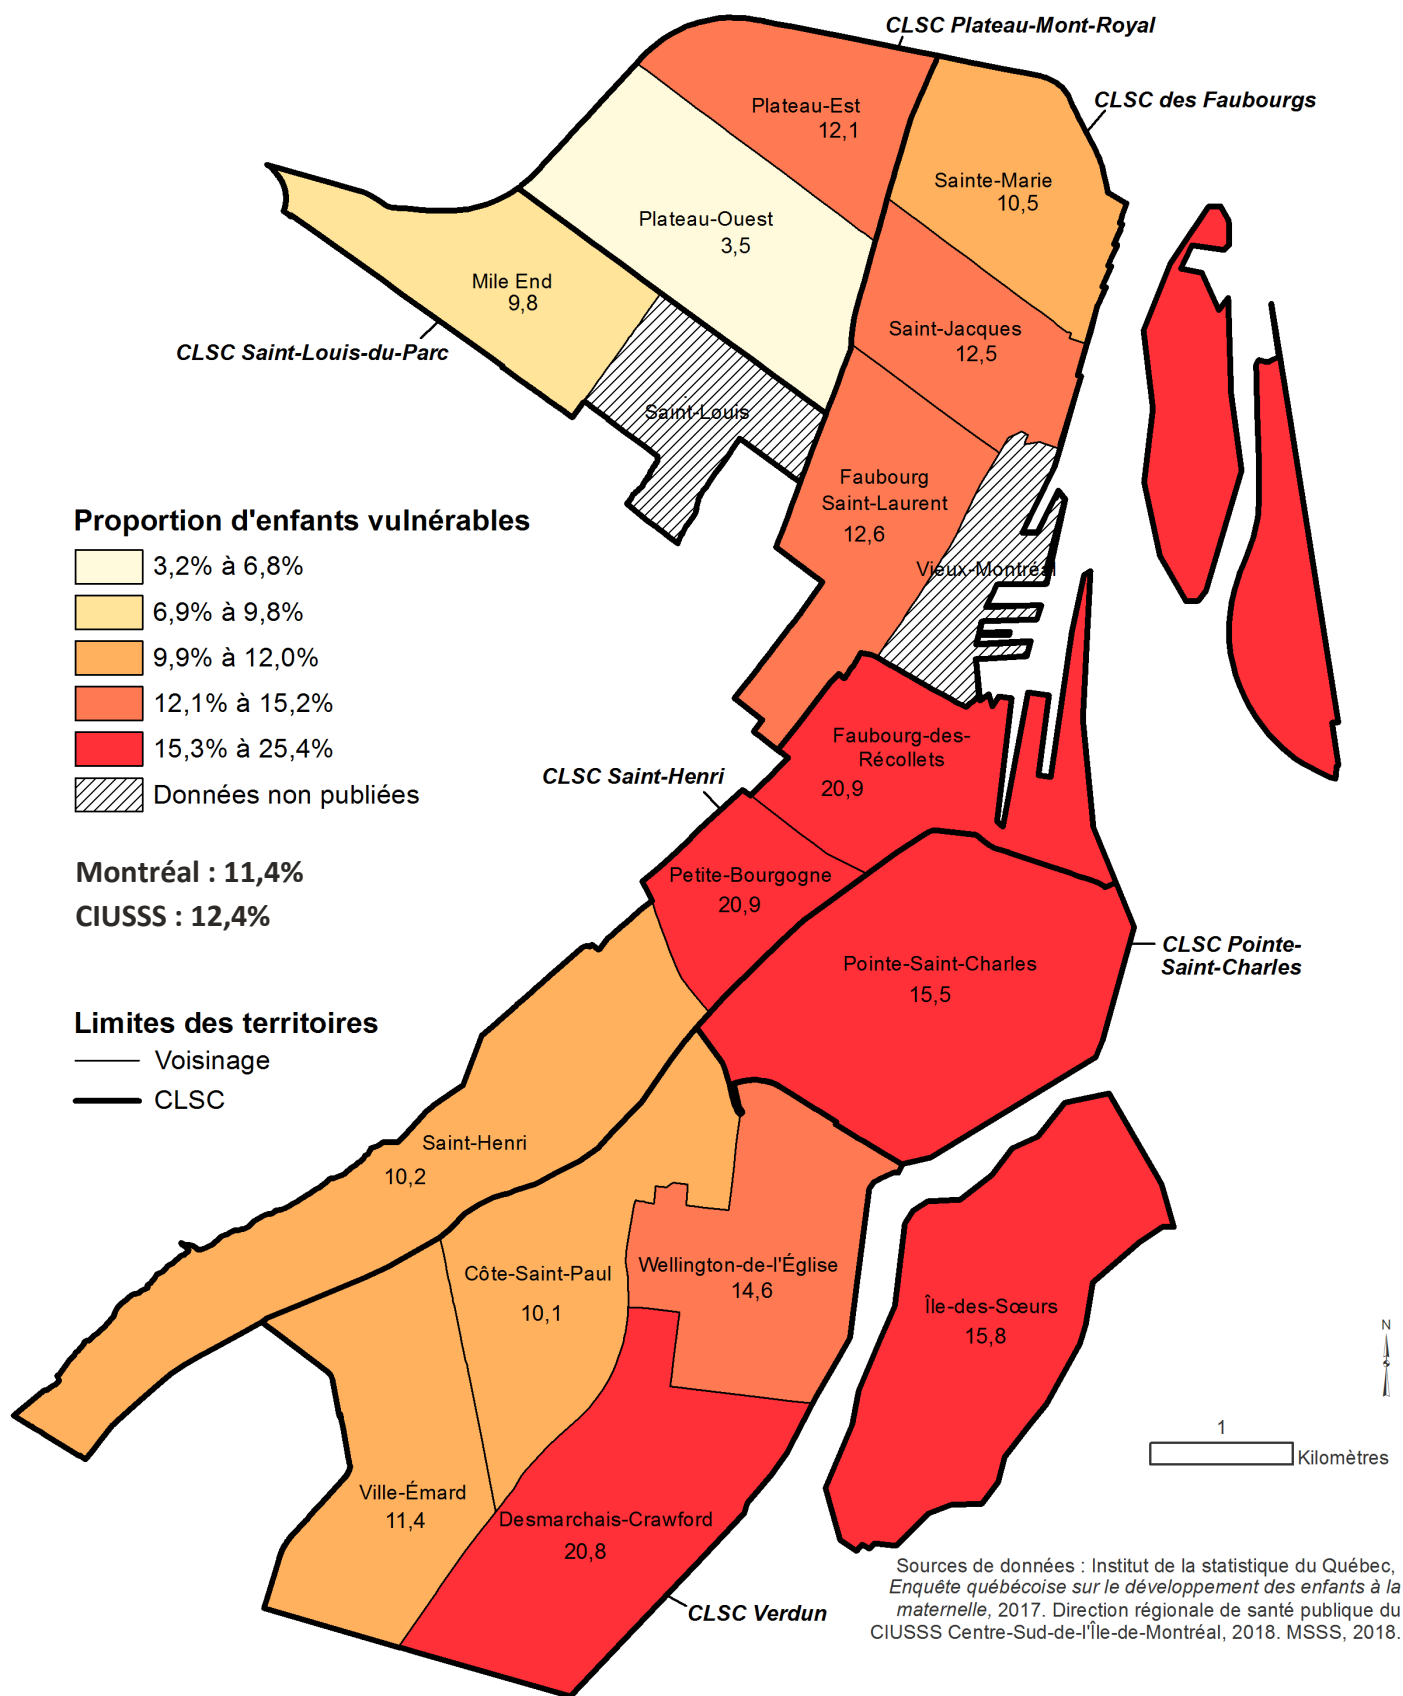 CLSC Plateau-Mont-Royal
CLSC des Faubourgs
Plateau-Est
12,1
Sainte-Marie
10,5
Plateau-Ouest
3,5
Mile End
9,8
Saint-Jacques
12,5
CLSC Saint-Louis-du-Parc
Saint-Louis
Faubourg
Saint-Laurent
12,6
Vieux-Montréal
Proportion d'enfants vulnérables
3,2% à 6,8%
6,9% à 9,8%
9,9% à 12,0%
12,1% à 15,2%
15,3% à 25,4%
Données non publiées
Montréal : 11,4%
CIUSSS : 12,4%
Limites des territoires
Voisinage
CLSC
Faubourg-des-
Récollets
20,9
CLSC Saint-Henri
Petite-Bourgogne
20,9
Pointe-Saint-Charles
15,5
CLSC Pointe-
Saint-Charles
Saint-Henri
10,2
Côte-Saint-Paul
10,1
Wellington-de-l'Église
14,6
Île-des-Sœurs
15,8
N
1
Kilomètres
Ville-Émard
11,4
Desmarchais-Crawford
20,8
CLSC Verdun
Sources de données : Institut de la statistique du Québec,
Enquête québécoise sur le développement des enfants à la
maternelle, 2017. Direction régionale de santé publique du
CIUSSS Centre-Sud-de-l'Île-de-Montréal, 2018. MSSS, 2018.